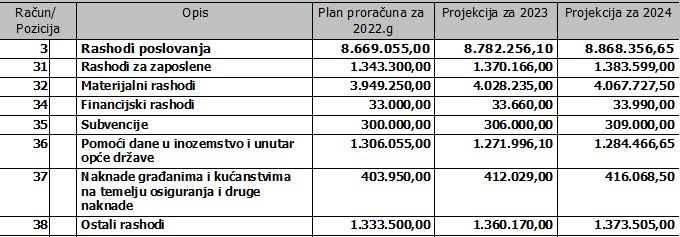 Račun/ Pozicija Opis Plan proračuna za 2022.g Projekcija za 2023 Projekcija za 2024
3 Rashodi poslovanja 8.669.055,00 8.782.256,10 8.868.356,65
31 Rashodi za zaposlene 1.343.300,00 1.370.166,00 1.383.599,00
32 Materijalni rashodi 3.949.250,00 4.028.235,00 4.067.727,50
34 Financijski rashodi 33.000,00 33.660,00 33.990,00
35 Subvencije 300.000,00 306.000,00 309.000,00
36 Pomoći dane u inozemstvo i unutar 1.306.055,00 1.271.996,10 1.284.466,65
opće države
37 Naknade građanima i kućanstvima 403.950,00 412.029,00 416.068,50
na temelju osiguranja i druge
naknade
38 Ostali rashodi 1.333.500,00 1.360.170,00 1.373.505,00